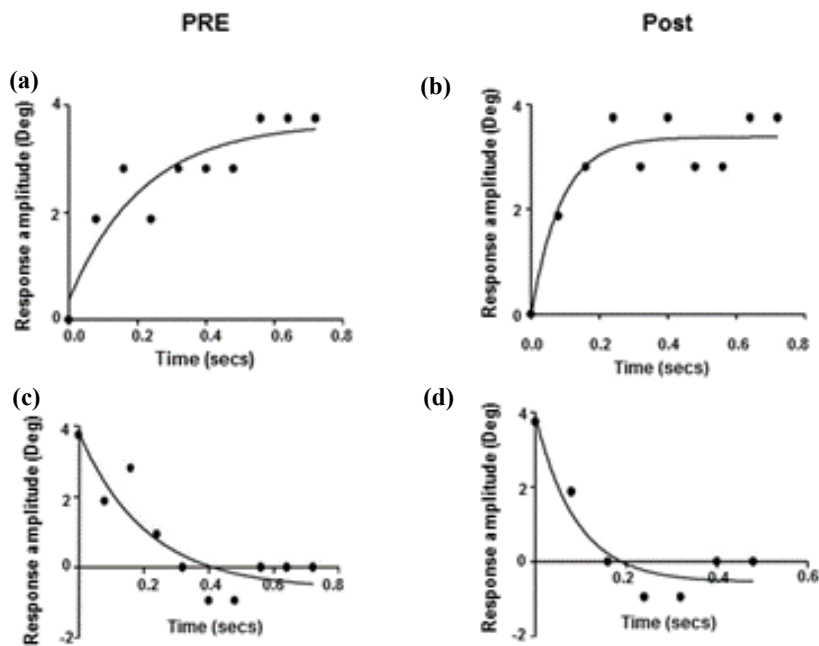 PRE
Post
(a)
Response amplitude (Deg)
4
2
0
0.0 0.2 0.4 0.6 0.8
Time (secs)
(b)
Response amplitude (Deg)
4
2
0
0.0 0.2 0.4 0.6 0.8
Time (secs)
(c)
Response amplitude (Deg)
4
2
0
-2
0.2 0.4 0.6 0.8
Time (secs)
(d)
Response amplitude (Deg)
4
2
0
-2
0.2 0.4 0.6
Time (secs)